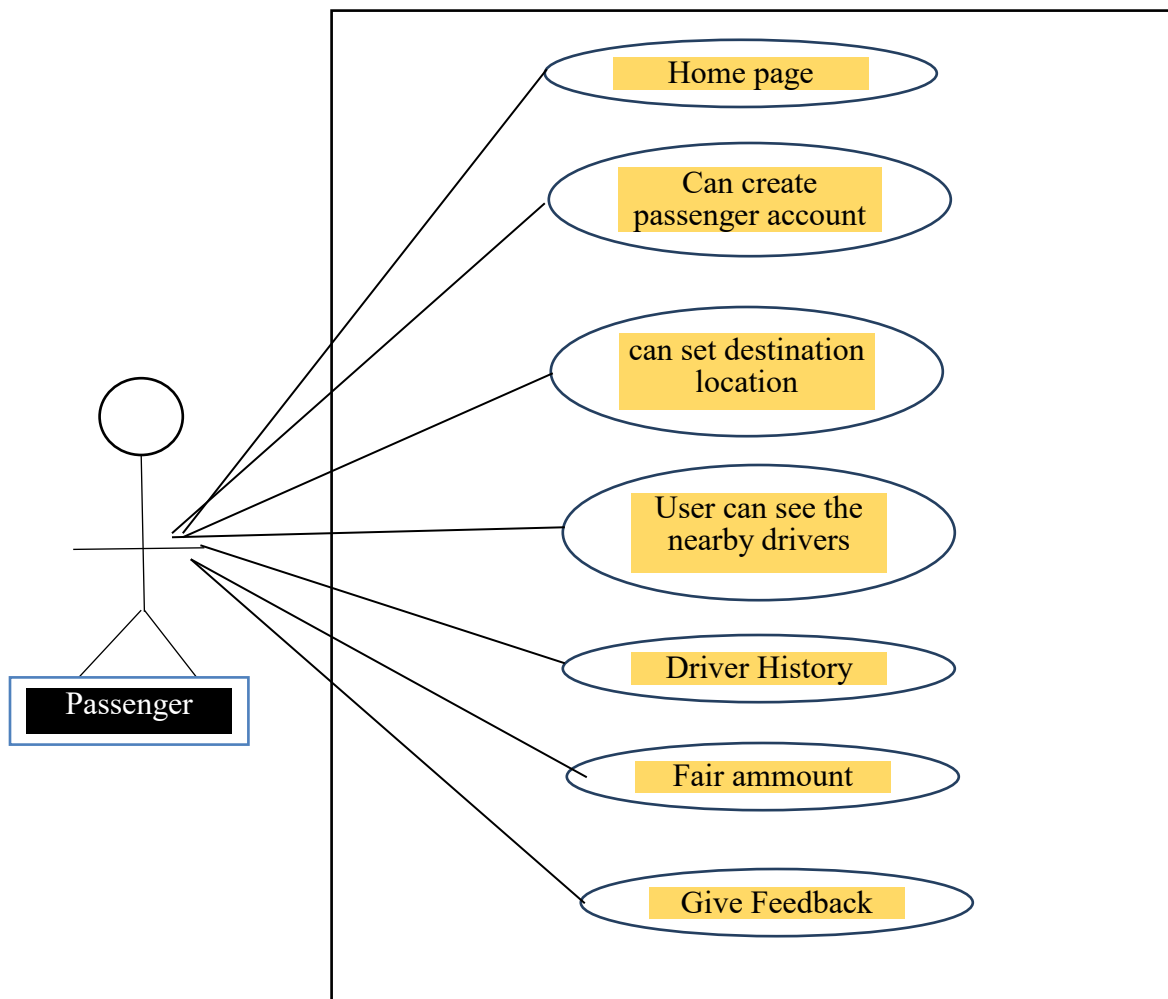 Home page
Can create
passenger account
can set destination
location
User can see the
nearby drivers
Driver History
Passenger
Fair ammount
Give Feedback